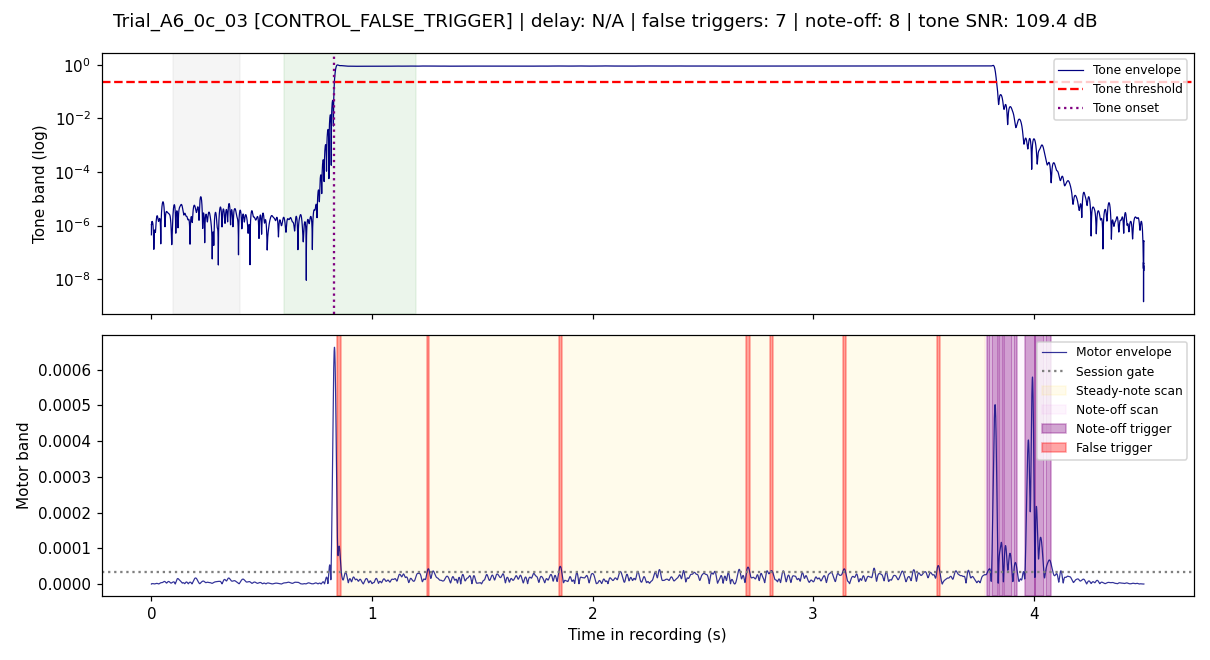 Trial_A6_0c_03 [CONTROL_FALSE_TRIGGER] | delay: N/A | false triggers: 7 | note-off: 8 | tone SNR: 109.4 dB
Tone band (log)
10⁰
10⁻²
10⁻⁴
10⁻⁶
10⁻⁸
Tone envelope
Tone threshold
Tone onset
Motor band
0.0006
0.0005
0.0004
0.0003
0.0002
0.0001
0.0000
Motor envelope
Session gate
Steady-note scan
Note-off scan
Note-off trigger
False trigger
0 1 2 3 4
Time in recording (s)